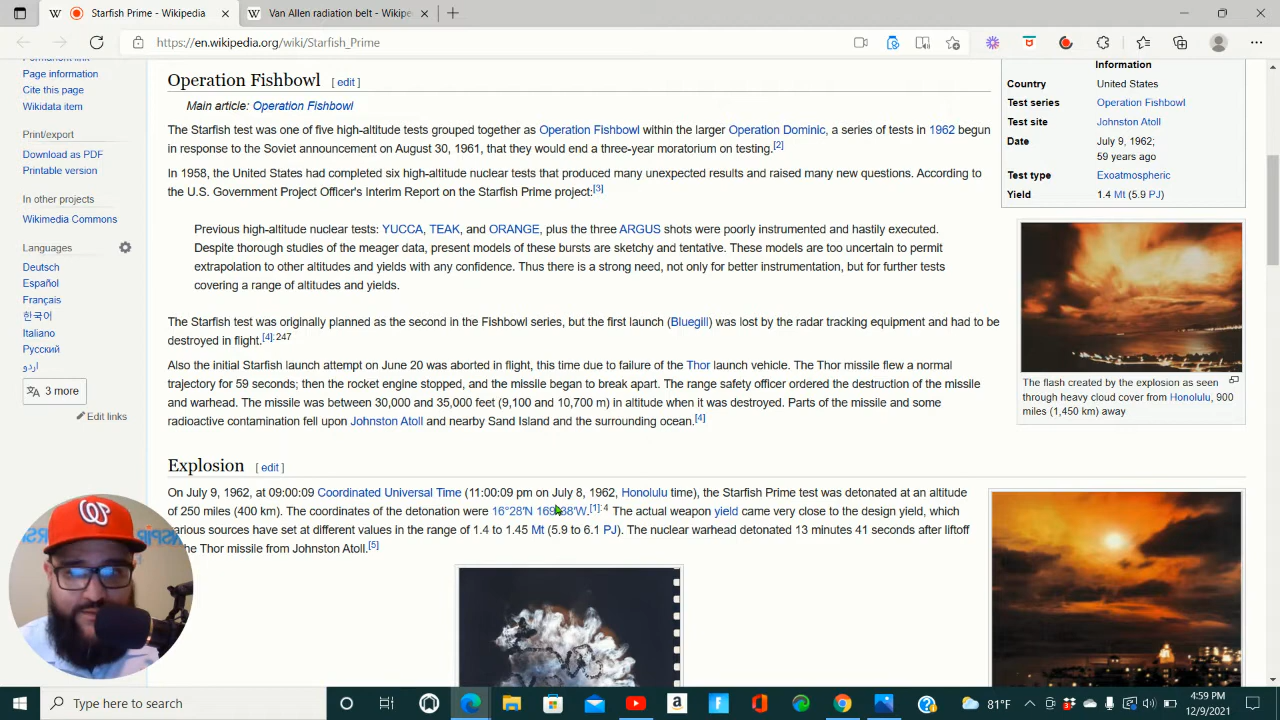 Starfish Prime - Wikipedia
Van Allen radiation belt - Wikipe
https://en.wikipedia.org/wiki/Starfish_Prime
Page information
Cite this page
Wikidata item
Print/export
Download as PDF
Printable version
In other projects
Wikimedia Commons
Languages
Deutsch
Español
Français
한국어
Italiano
Русский
اردو
3 more
Edit links
Operation Fishbowl [ edit ]
Main article: Operation Fishbowl
The Starfish test was one of five high-altitude tests grouped together as Operation Fishbowl within the larger Operation Dominic, a series of tests in 1962 begun
in response to the Soviet announcement on August 30, 1961, that they would end a three-year moratorium on testing.[2]
In 1958, the United States had completed six high-altitude nuclear tests that produced many unexpected results and raised many new questions. According to
the U.S. Government Project Officer's Interim Report on the Starfish Prime project:[3]
Previous high-altitude nuclear tests: YUCCA, TEAK, and ORANGE, plus the three ARGUS shots were poorly instrumented and hastily executed.
Despite thorough studies of the meager data, present models of these bursts are sketchy and tentative. These models are too uncertain to permit
extrapolation to other altitudes and yields with any confidence. Thus there is a strong need, not only for better instrumentation, but for further tests
covering a range of altitudes and yields.
The Starfish test was originally planned as the second in the Fishbowl series, but the first launch (Bluegill) was lost by the radar tracking equipment and had to be
destroyed in flight.[4]:247
Also the initial Starfish launch attempt on June 20 was aborted in flight, this time due to failure of the Thor launch vehicle. The Thor missile flew a normal
trajectory for 59 seconds; then the rocket engine stopped, and the missile began to break apart. The range safety officer ordered the destruction of the missile
and warhead. The missile was between 30,000 and 35,000 feet (9,100 and 10,700 m) in altitude when it was destroyed. Parts of the missile and some
radioactive contamination fell upon Johnston Atoll and nearby Sand Island and the surrounding ocean.[4]
Explosion [ edit ]
On July 9, 1962, at 09:00:09 Coordinated Universal Time (11:00:09 pm on July 8, 1962, Honolulu time), the Starfish Prime test was detonated at an altitude
of 250 miles (400 km). The coordinates of the detonation were 16°28′N 169°38′W.[1]:4 The actual weapon yield came very close to the design yield, which
various sources have set at different values in the range of 1.4 to 1.45 Mt (5.9 to 6.1 PJ). The nuclear warhead detonated 13 minutes 41 seconds after liftoff
the Thor missile from Johnston Atoll.[5]
Information
Country United States
Test series Operation Fishbowl
Test site Johnston Atoll
Date July 9, 1962;
59 years ago
Test type Exoatmospheric
Yield 1.4 Mt (5.9 PJ)
The flash created by the explosion as seen
through heavy cloud cover from Honolulu, 900
miles (1,450 km) away
Type here to search
81°F
4:59 PM
12/9/2021